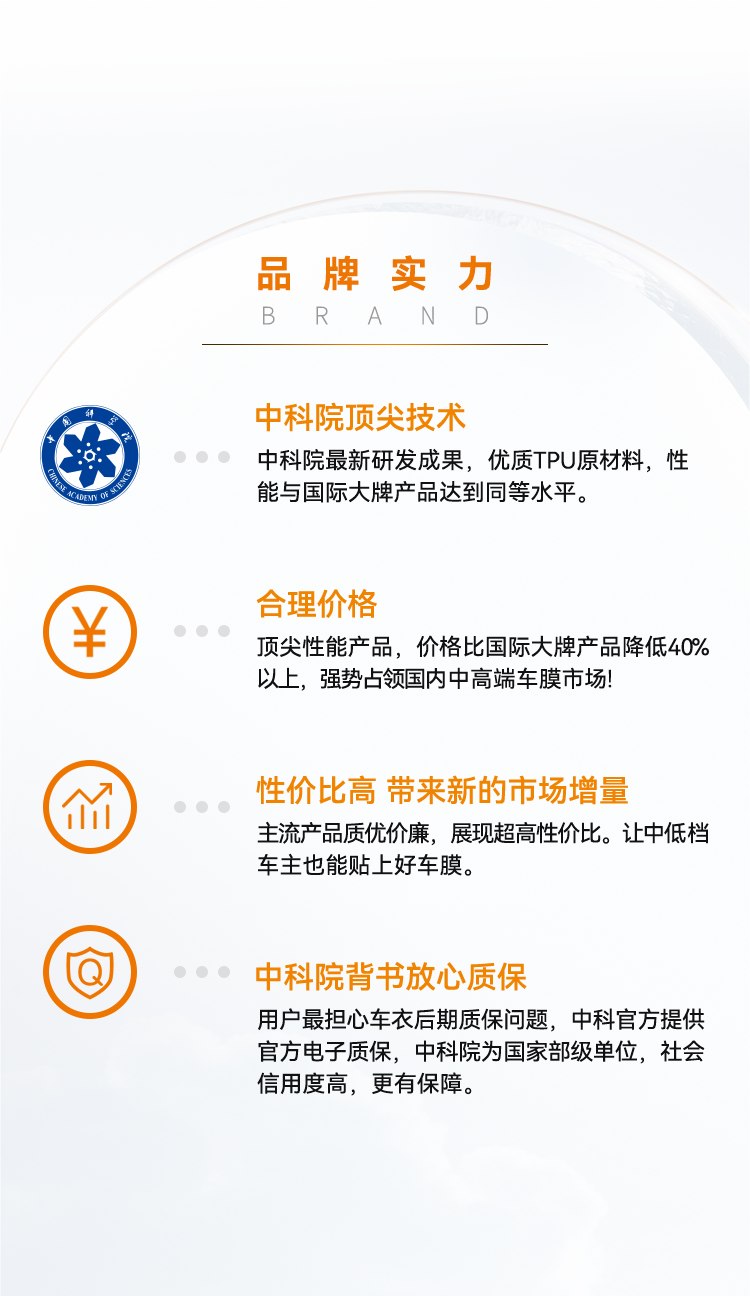 品牌实力
BRAND
中国科学院
CHINESE ACADEMY OF SCIENCES
中科院顶尖技术
中科院最新研发成果，优质TPU原材料，性
能与国际大牌产品达到同等水平。
¥
合理价格
顶尖性能产品，价格比国际大牌产品降低40%
以上，强势占领国内中高端车膜市场!
性价比高 带来新的市场增量
主流产品质优价廉，展现超高性价比。让中低档
车主也能贴上好车膜。
Q
中科院背书放心质保
用户最担心车衣后期质保问题，中科官方提供
官方电子质保，中科院为国家部级单位，社会
信用度高，更有保障。